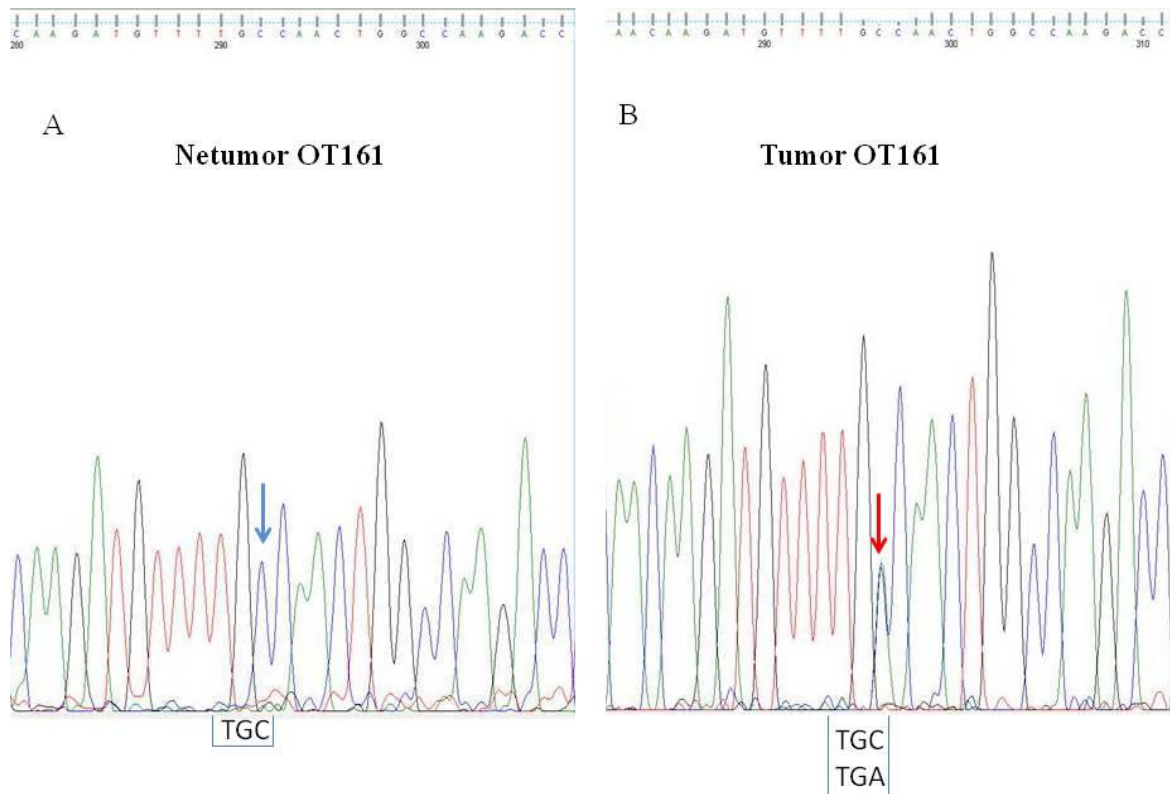 C A A G A T G T T T T G C C A A C T G G C C A A G A C C
280 290 300
A
Netumor OT161
TGC
A A C A A G A T G T T T T G C C A A C T G G C C A A G A C C
290 300 310
B
Tumor OT161
TGC
TGA